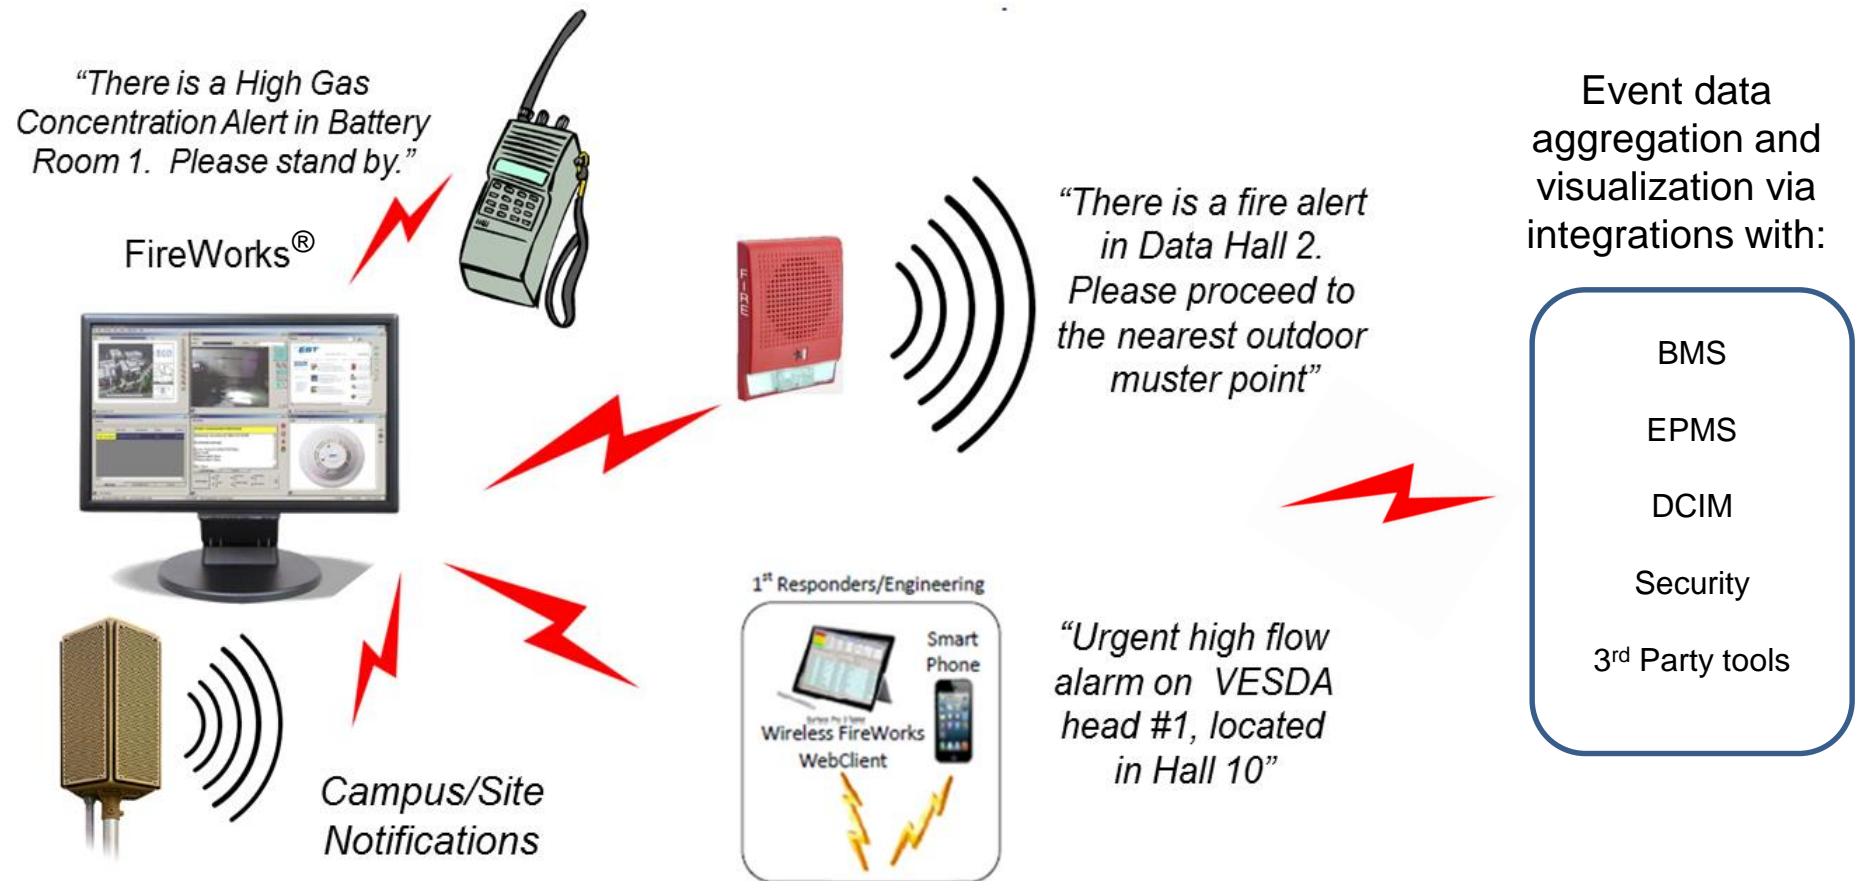 “There is a High Gas
Concentration Alert in Battery
Room 1.  Please stand by.”
FireWorks®
FIRE
“There is a fire alert
in Data Hall 2.
Please proceed to
the nearest outdoor
muster point”
Event data
aggregation and
visualization via
integrations with:
BMS
EPMS
DCIM
Security
3rd Party tools
EST
1st Responders/Engineering
Smart
Phone
Wireless FireWorks
WebClient
“Urgent high flow
alarm on  VESDA
head #1, located
in Hall 10”
Campus/Site
Notifications